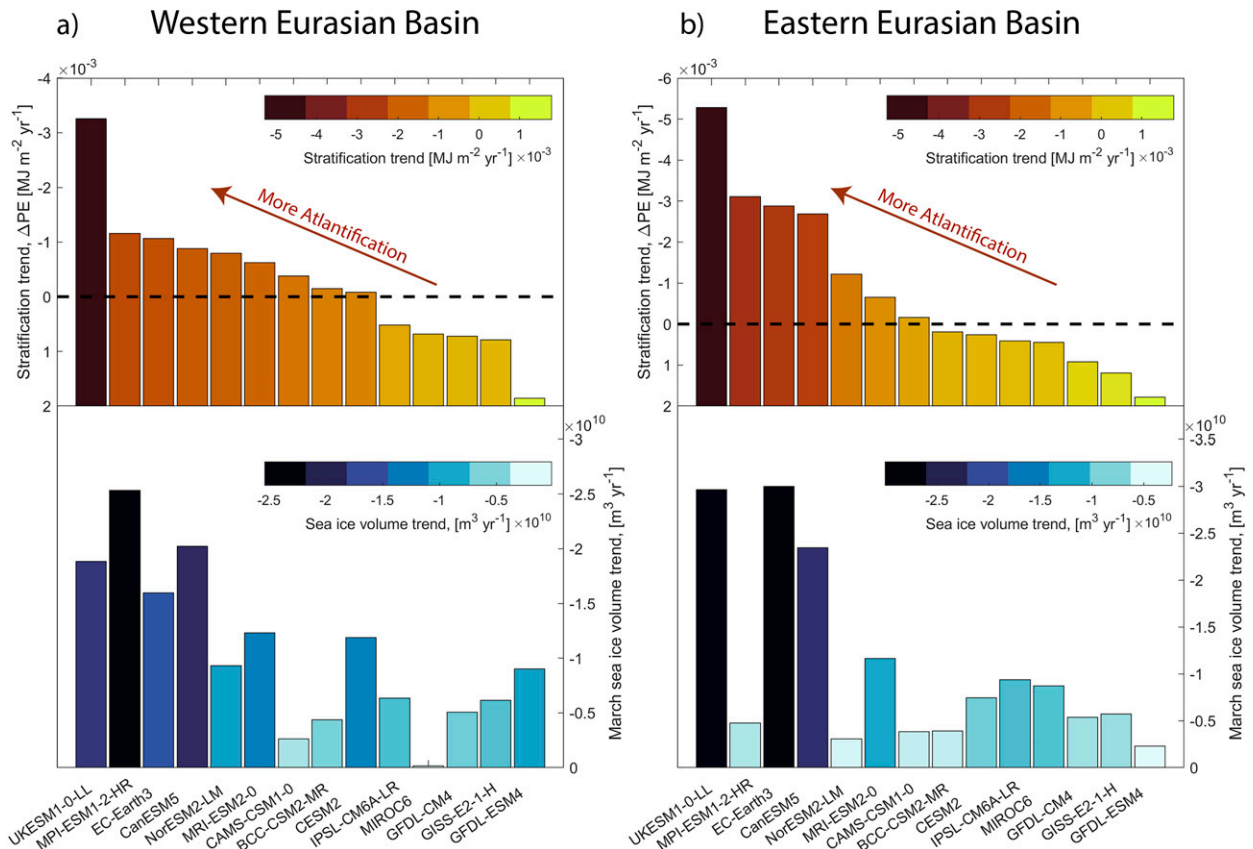 a) Western Eurasian Basin
×10⁻³
-4
-3
-2
-1
0
1
2
Stratification trend, ΔPE [MJ m⁻² yr⁻¹]
-5 -4 -3 -2 -1 0 1
Stratification trend [MJ m⁻² yr⁻¹] ×10⁻³
More Atlantification
×10¹⁰
-3
-2.5
-2
-1.5
-1
-0.5
0
March sea ice volume trend, [m³ yr⁻¹]
-2.5 -2 -1.5 -1 -0.5
Sea ice volume trend, [m³ yr⁻¹] ×10¹⁰
UKESM1-0-LL
MPI-ESM1-2-HR
EC-Earth3
CanESM5
NorESM2-LM
MRI-ESM2-0
CAMS-CSM1-0
BCC-CSM2-MR
CESM2
IPSL-CM6A-LR
MIROC6
GFDL-CM4
GISS-E2-1-H
GFDL-ESM4
b) Eastern Eurasian Basin
×10⁻³
-6
-5
-4
-3
-2
-1
0
1
2
Stratification trend, ΔPE [MJ m⁻² yr⁻¹]
-5 -4 -3 -2 -1 0 1
Stratification trend [MJ m⁻² yr⁻¹] ×10⁻³
More Atlantification
×10¹⁰
-3.5
-3
-2.5
-2
-1.5
-1
-0.5
0
March sea ice volume trend, [m³ yr⁻¹]
-2.5 -2 -1.5 -1 -0.5
Sea ice volume trend, [m³ yr⁻¹] ×10¹⁰
UKESM1-0-LL
MPI-ESM1-2-HR
EC-Earth3
CanESM5
NorESM2-LM
MRI-ESM2-0
CAMS-CSM1-0
BCC-CSM2-MR
CESM2
IPSL-CM6A-LR
MIROC6
GFDL-CM4
GISS-E2-1-H
GFDL-ESM4